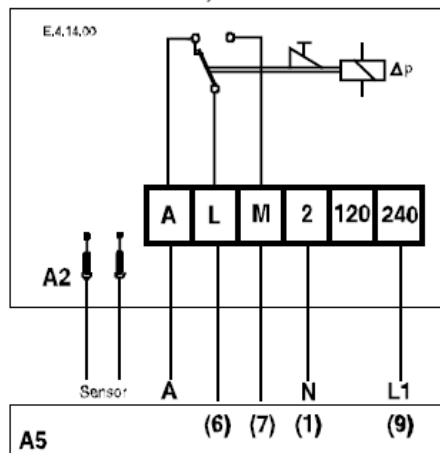 E.4.14.00
Δp
A L M 2 120 240
A2
Sensor A N L1
(6) (7) (1) (9)
A5